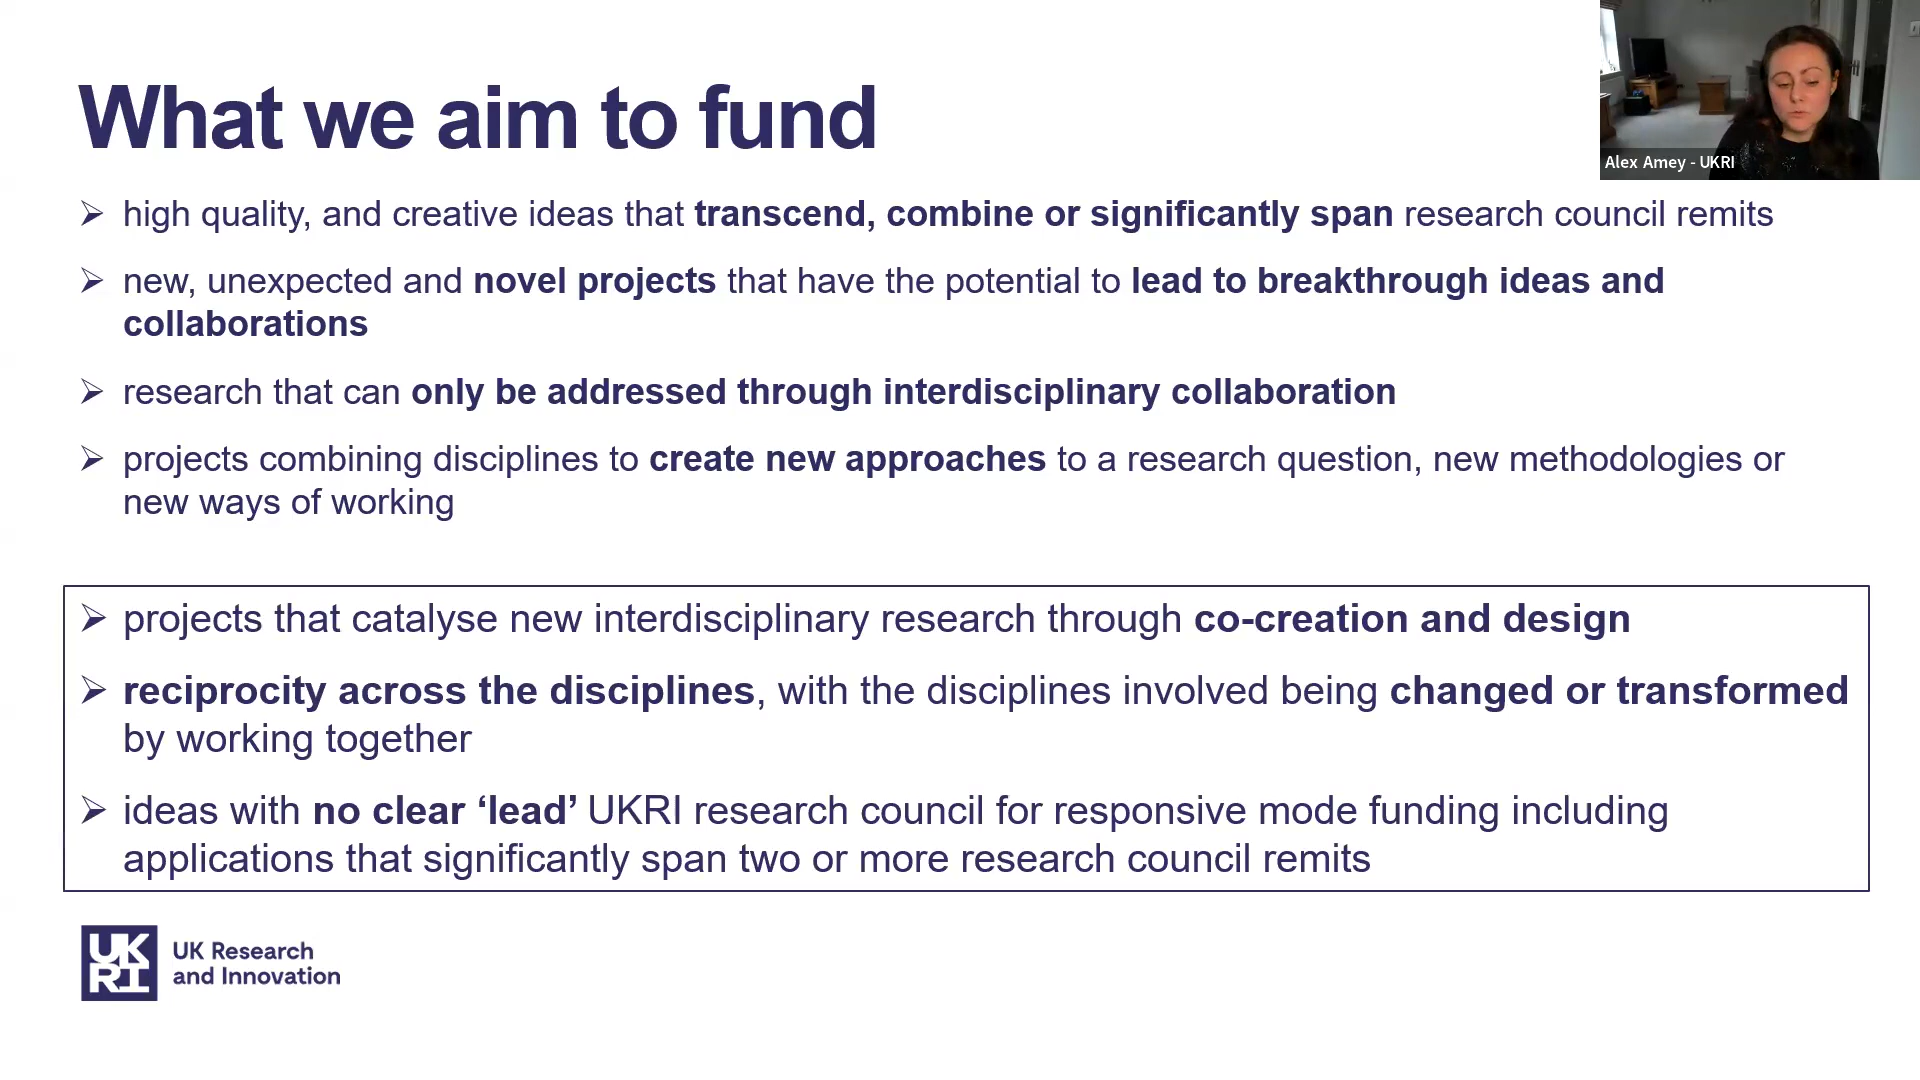 What we aim to fund
Alex Amey - UKRI
➢ high quality, and creative ideas that transcend, combine or significantly span research council remits
➢ new, unexpected and novel projects that have the potential to lead to breakthrough ideas and
collaborations
➢ research that can only be addressed through interdisciplinary collaboration
➢ projects combining disciplines to create new approaches to a research question, new methodologies or
new ways of working
➢ projects that catalyse new interdisciplinary research through co-creation and design
➢ reciprocity across the disciplines, with the disciplines involved being changed or transformed
by working together
➢ ideas with no clear ‘lead’ UKRI research council for responsive mode funding including
applications that significantly span two or more research council remits
UK
RI
UK Research
and Innovation